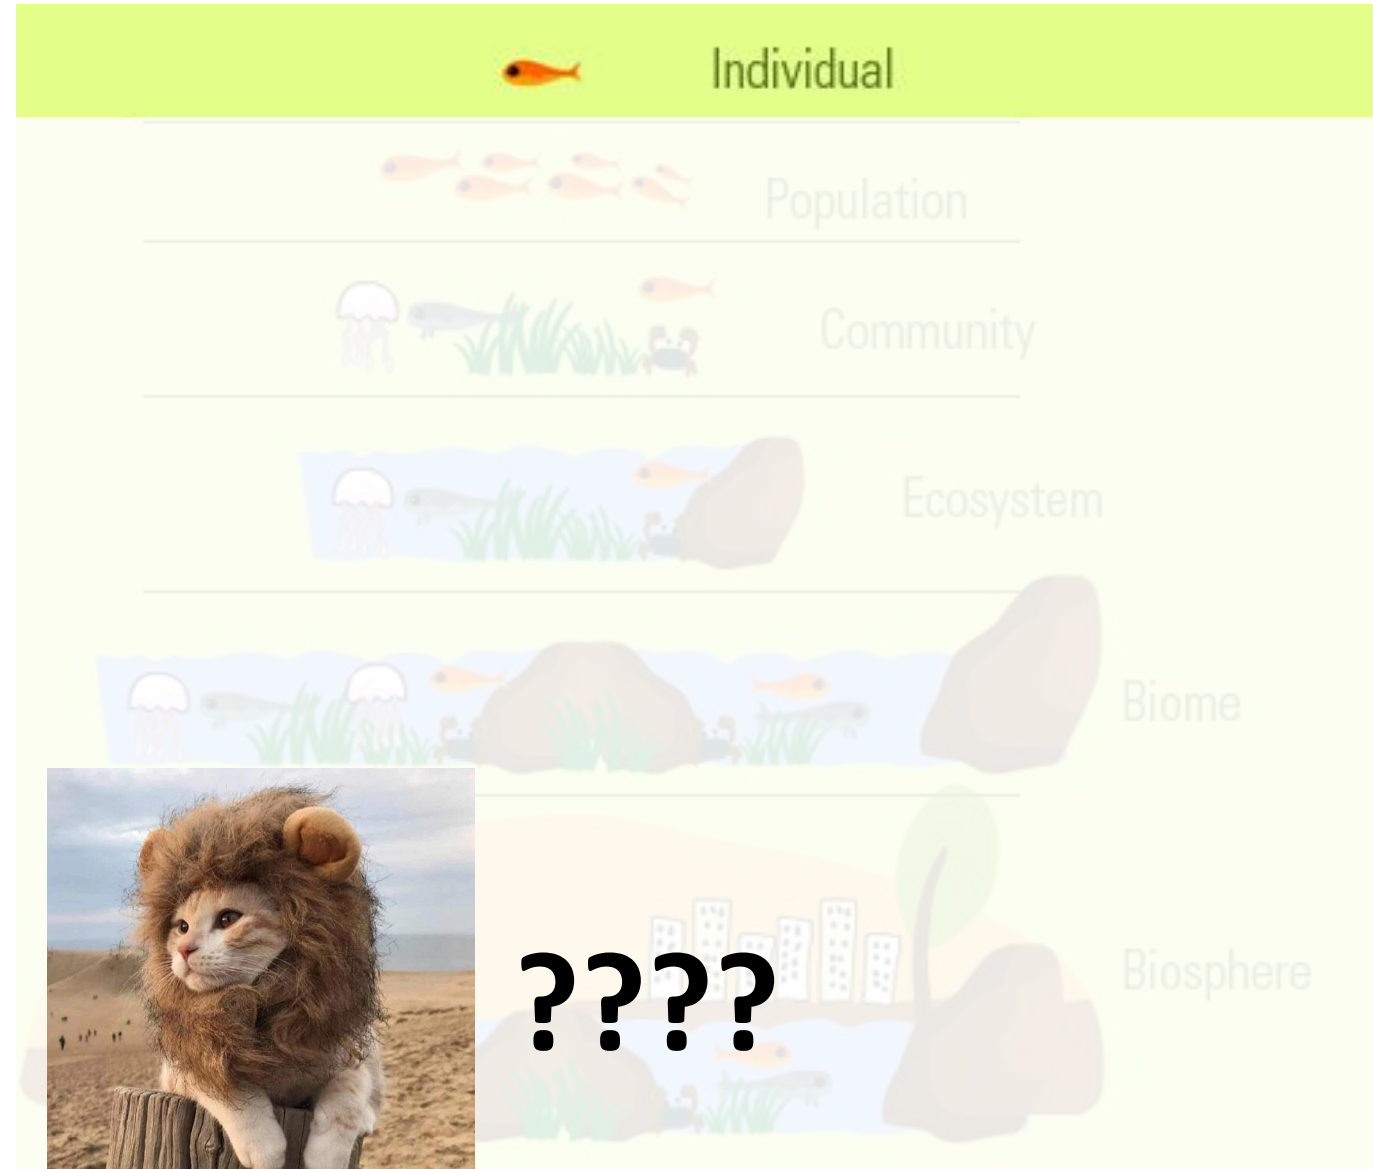 Individual
Population
Community
Ecosystem
Biome
Biosphere
????